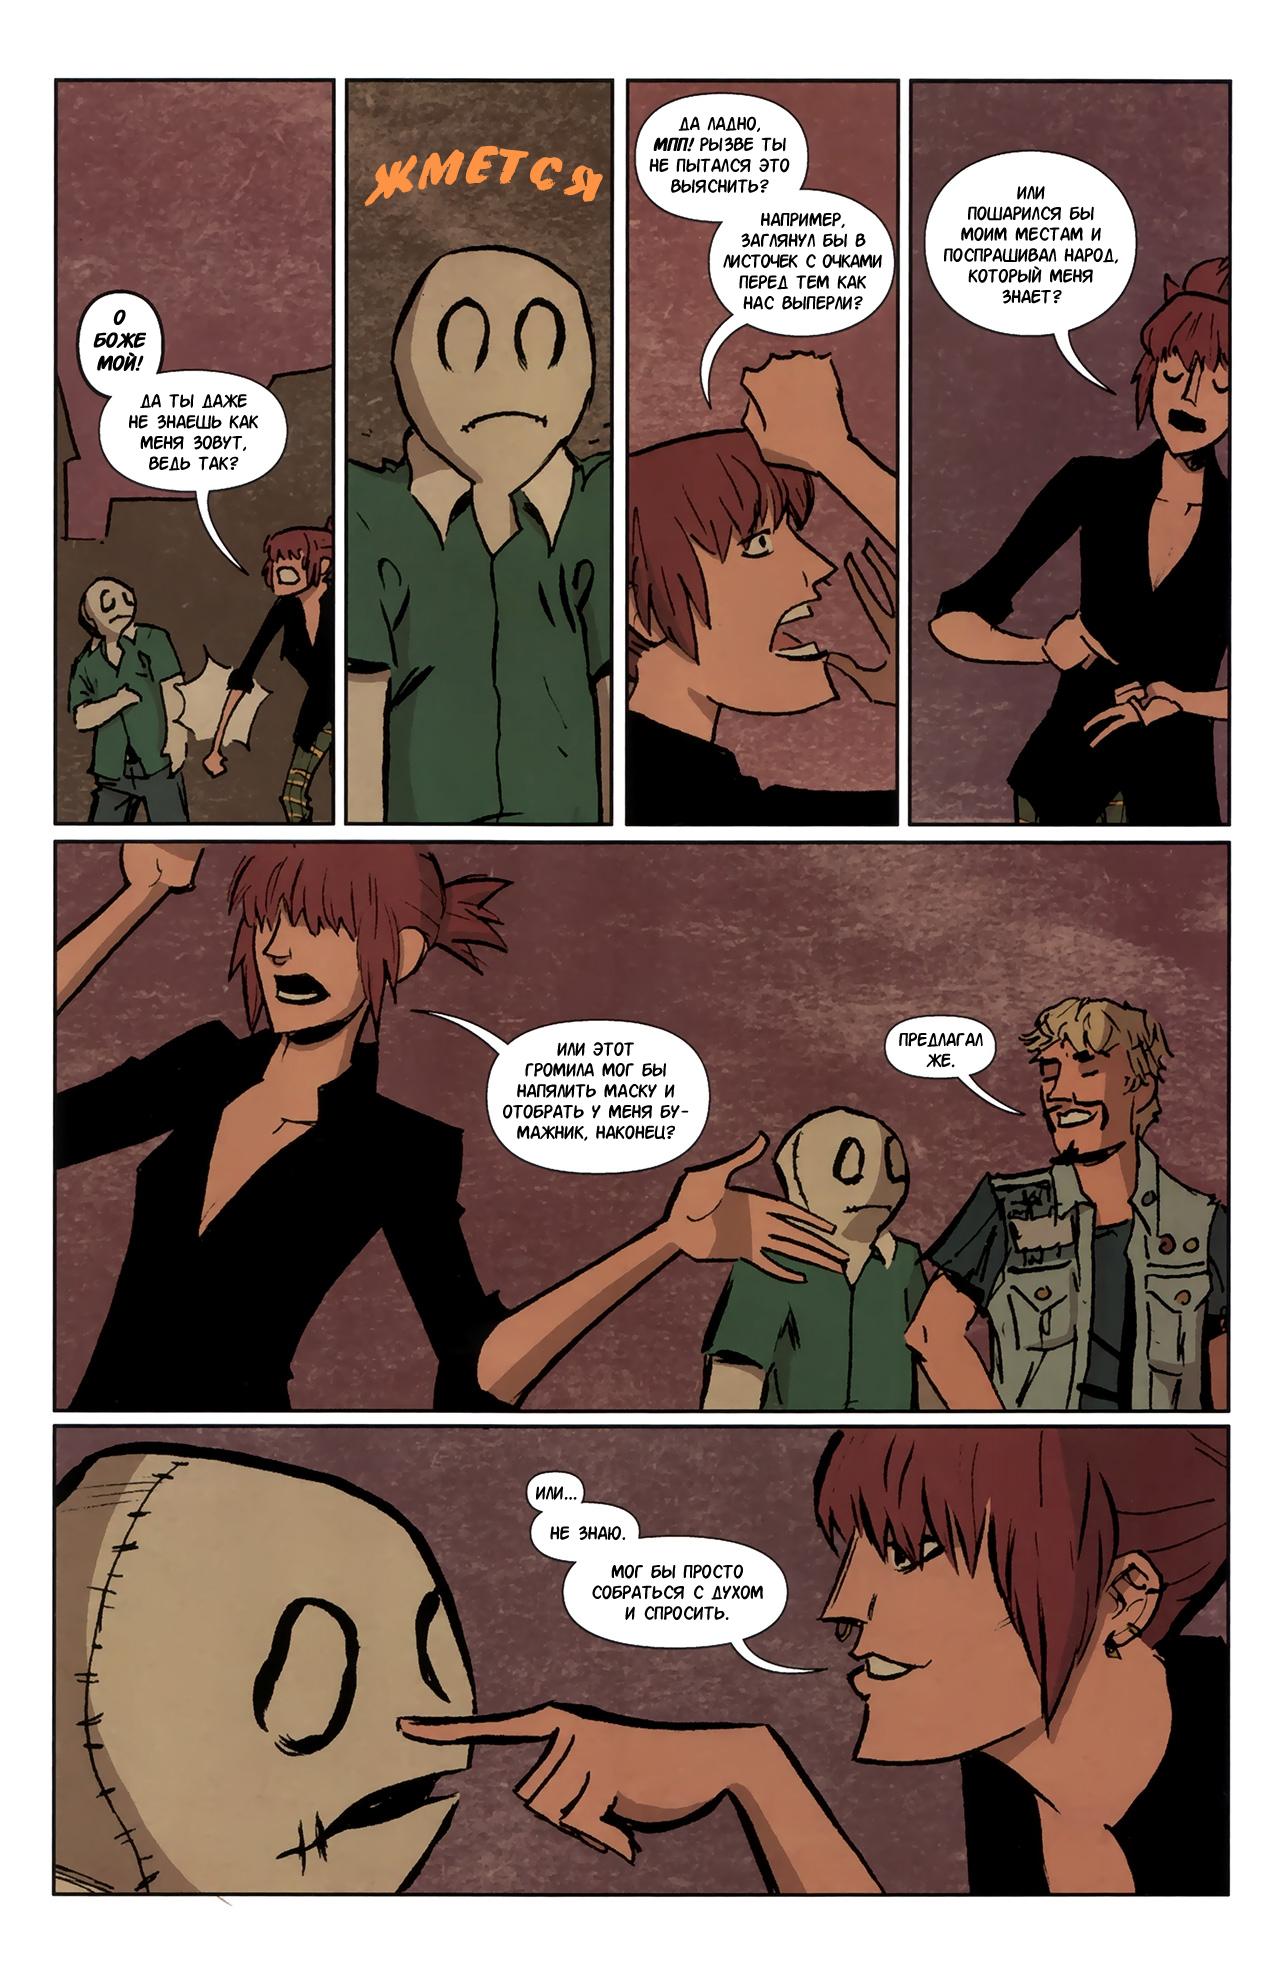 О
БОЖЕ
МОЙ!
ДА ТЫ ДАЖЕ
НЕ ЗНАЕШЬ КАК
МЕНЯ ЗОВУТ,
ВЕДЬ ТАК?
ЖМЕТСЯ
ДА ЛАДНО,
МПП! РЫЗВЕ ТЫ
НЕ ПЫТАЛСЯ ЭТО
ВЫЯСНИТЬ?
НАПРИМЕР,
ЗАГЛЯНУЛ БЫ В
ЛИСТОЧЕК С ОЧКАМИ
ПЕРЕД ТЕМ КАК
НАС ВЫПЕРЛИ?
ИЛИ
ПОШАРИЛСЯ БЫ
МОИМ МЕСТАМ И
ПОСПРАШИВАЛ НАРОД,
КОТОРЫЙ МЕНЯ
ЗНАЕТ?
ИЛИ ЭТОТ
ГРОМИЛА МОГ БЫ
НАПЯЛИТЬ МАСКУ И
ОТОБРАТЬ У МЕНЯ БУ-
МАЖНИК, НАКОНЕЦ?
ПРЕДЛАГАЛ
ЖЕ.
ИЛИ...
НЕ ЗНАЮ.
МОГ БЫ ПРОСТО
СОБРАТЬСЯ С ДУХОМ
И СПРОСИТЬ.